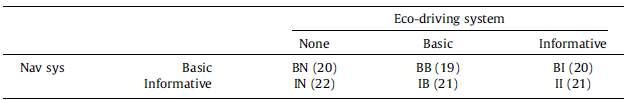 Eco-driving system
None Basic Informative
Nav sys Basic BN (20) BB (19) BI (20)
Informative IN (22) IB (21) II (21)